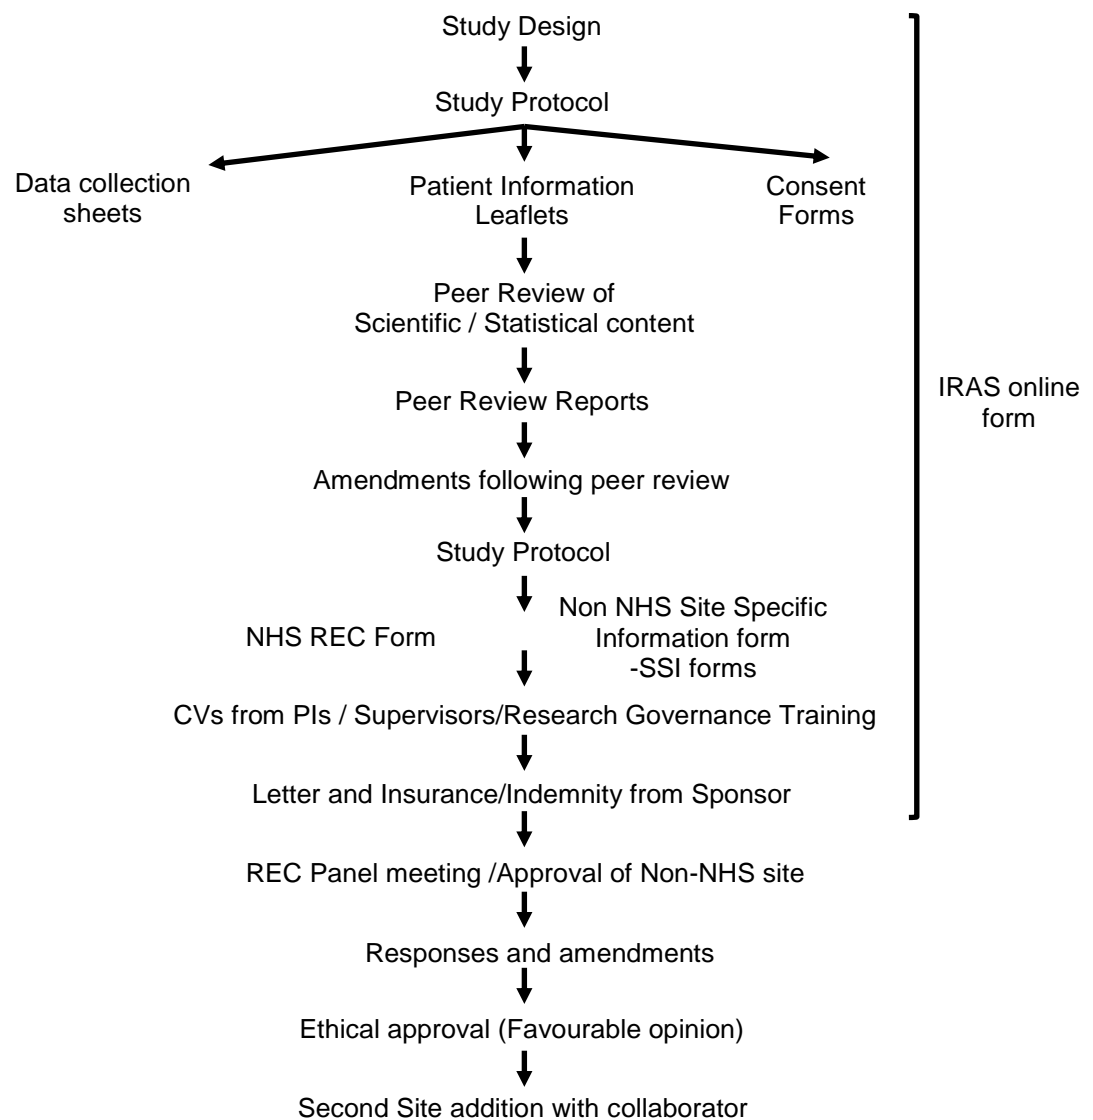 Study Design
Study Protocol
Data collection
sheets
Patient Information
Leaflets
Consent
Forms
Peer Review of
Scientific / Statistical content
Peer Review Reports
IRAS online
form
Amendments following peer review
Study Protocol
NHS REC Form
Non NHS Site Specific
Information form
-SSI forms
CVs from PIs / Supervisors/Research Governance Training
Letter and Insurance/Indemnity from Sponsor
REC Panel meeting /Approval of Non-NHS site
Responses and amendments
Ethical approval (Favourable opinion)
Second Site addition with collaborator